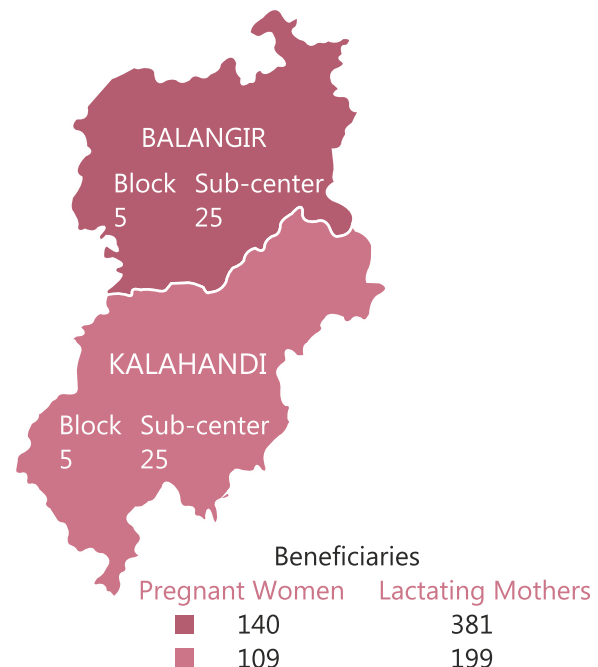 BALANGIR
Block Sub-center
5 25
KALAHANDI
Block Sub-center
5 25
Beneficiaries
Pregnant Women Lactating Mothers
140 381
109 199